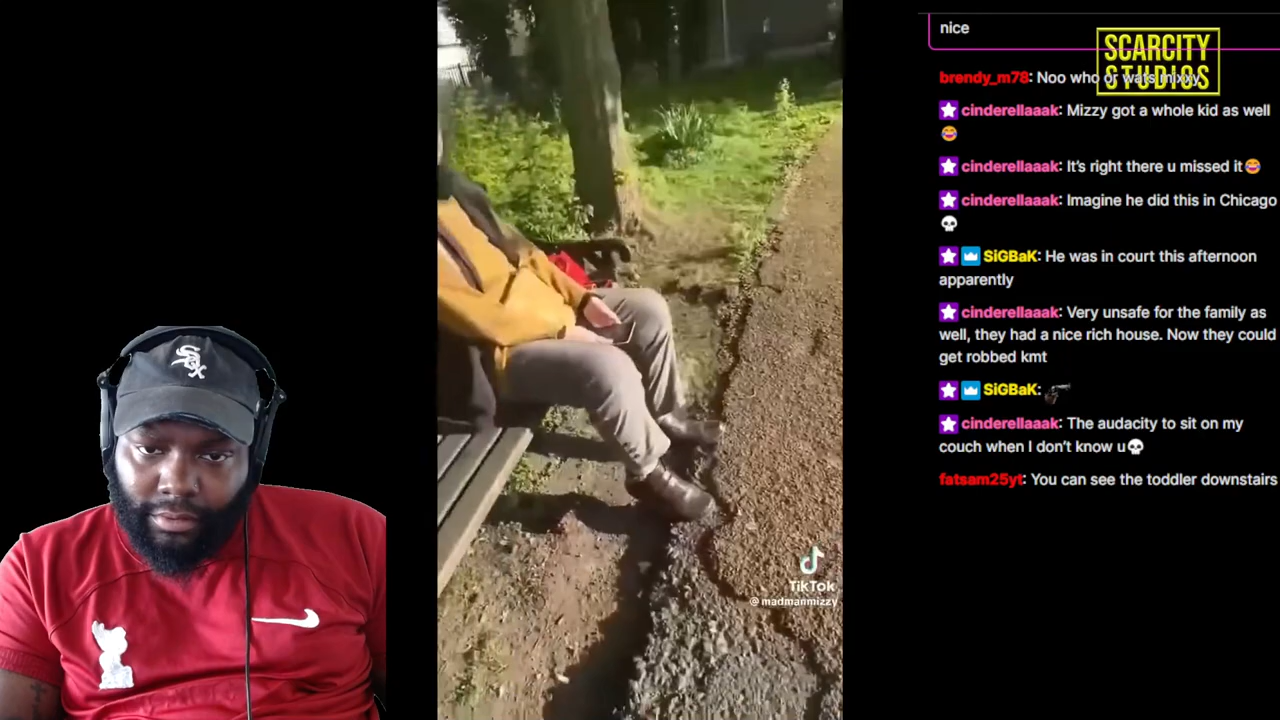 nice
SCARCITY
STUDIOS
brendy_m78: Noo who or wats mixxy
cinderellaaak: Mizzy got a whole kid as well
😂
cinderellaaak: It's right there u missed it😂
cinderellaaak: Imagine he did this in Chicago
💀
SiGBaK: He was in court this afternoon
apparently
cinderellaaak: Very unsafe for the family as
well, they had a nice rich house. Now they could
get robbed kmt
SiGBaK:
cinderellaaak: The audacity to sit on my
couch when I don't know u💀
fatsam25yt: You can see the toddler downstairs
Sox
TikTok
@madmanmizzy